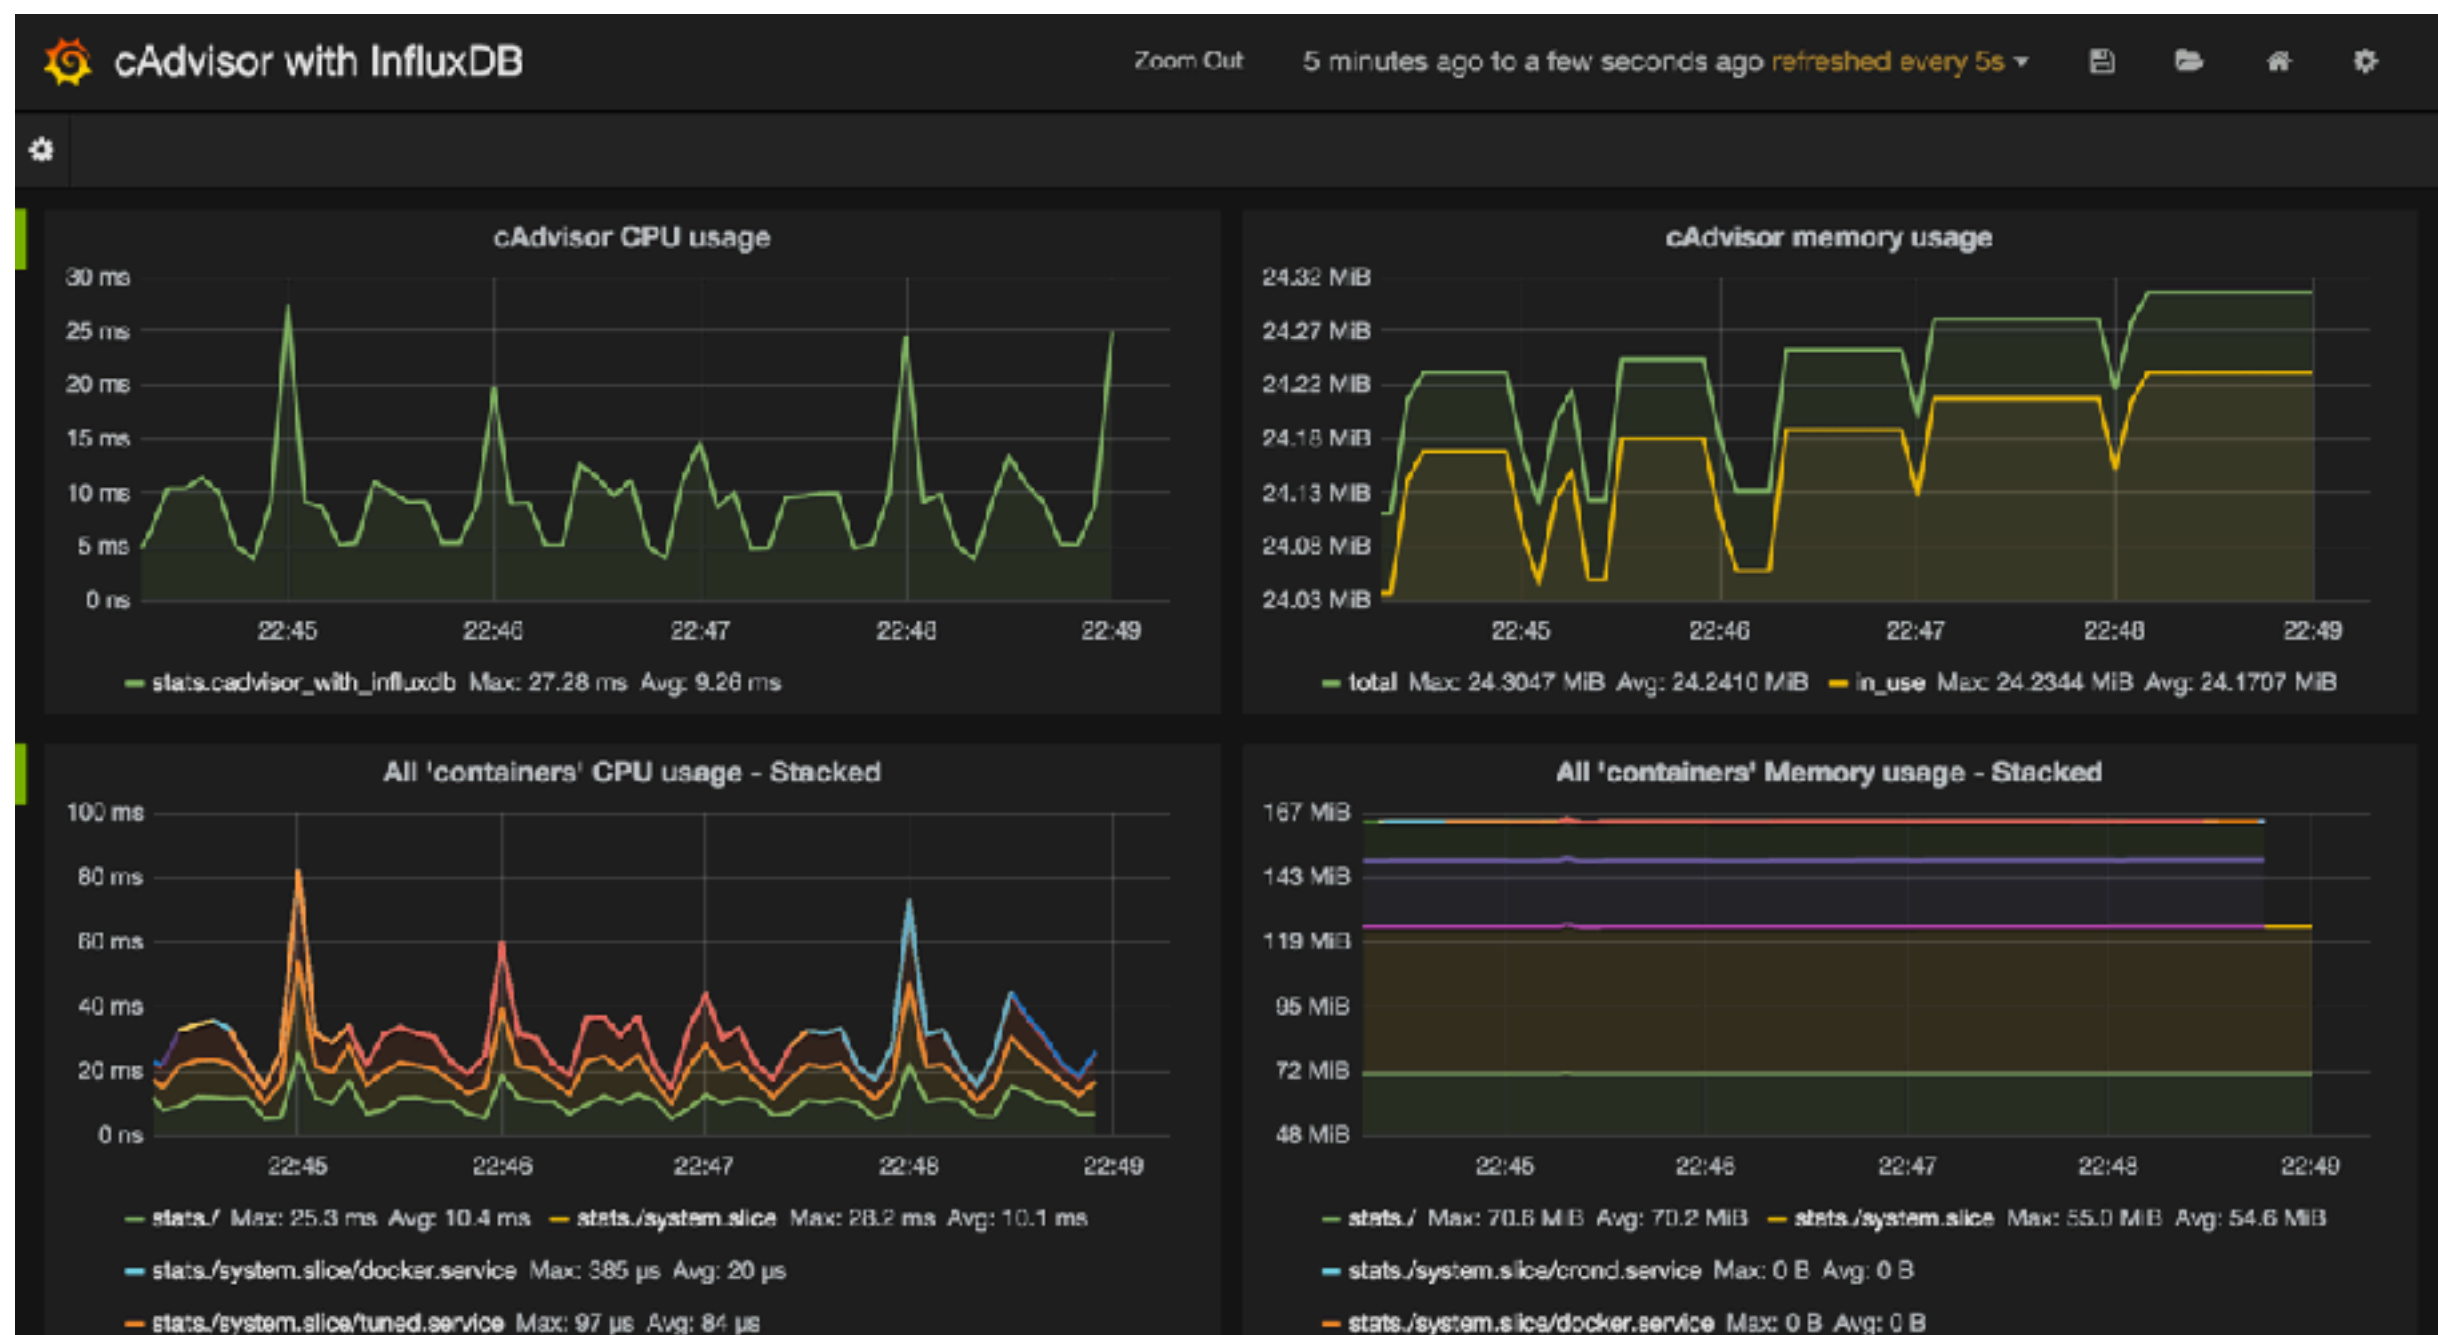 cAdvisor with InfluxDB
Zoom Out 5 minutes ago to a few seconds ago refreshed every 5s
cAdvisor CPU usage
30 ms
25 ms
20 ms
15 ms
10 ms
5 ms
0 ns
22:45 22:46 22:47 22:48 22:49
stats.cadvisor_with_influxdb Max: 27.28 ms Avg: 9.26 ms
cAdvisor memory usage
24.32 MiB
24.27 MiB
24.22 MiB
24.18 MiB
24.13 MiB
24.08 MiB
24.03 MiB
22:45 22:46 22:47 22:48 22:49
total Max: 24.3047 MiB Avg: 24.2410 MiB in_use Max: 24.2344 MiB Avg: 24.1707 MiB
All 'containers' CPU usage - Stacked
100 ms
80 ms
60 ms
40 ms
20 ms
0 ns
22:45 22:46 22:47 22:48 22:49
stats./ Max: 25.3 ms Avg: 10.4 ms stats./system.slice Max: 28.2 ms Avg: 10.1 ms
stats./system.slice/docker.service Max: 385 µs Avg: 20 µs
stats./system.slice/tuned.service Max: 97 µs Avg: 84 µs
All 'containers' Memory usage - Stacked
167 MiB
143 MiB
119 MiB
95 MiB
72 MiB
48 MiB
22:45 22:46 22:47 22:48 22:49
stats./ Max: 70.6 MiB Avg: 70.2 MiB stats./system.slice Max: 55.0 MiB Avg: 54.6 MiB
stats./system.slice/crond.service Max: 0 B Avg: 0 B
stats./system.slice/docker.service Max: 0 B Avg: 0 B